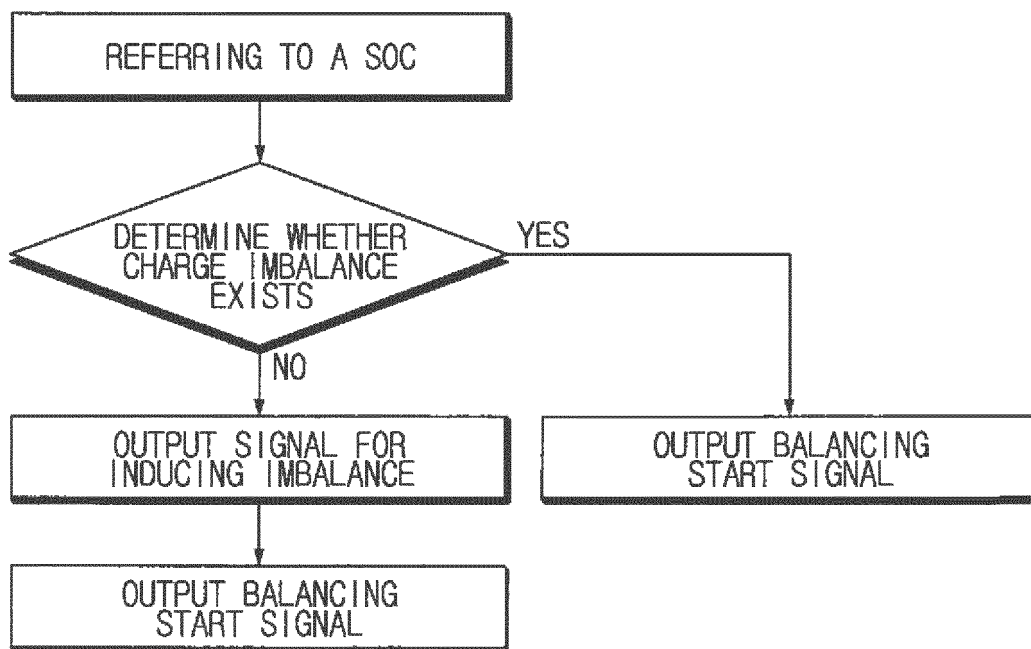 REFERRING TO A SOC
DETERMINE WHETHER
CHARGE IMBALANCE
EXISTS
YES
NO
OUTPUT SIGNAL FOR
INDUCING IMBALANCE
OUTPUT BALANCING
START SIGNAL
OUTPUT BALANCING
START SIGNAL